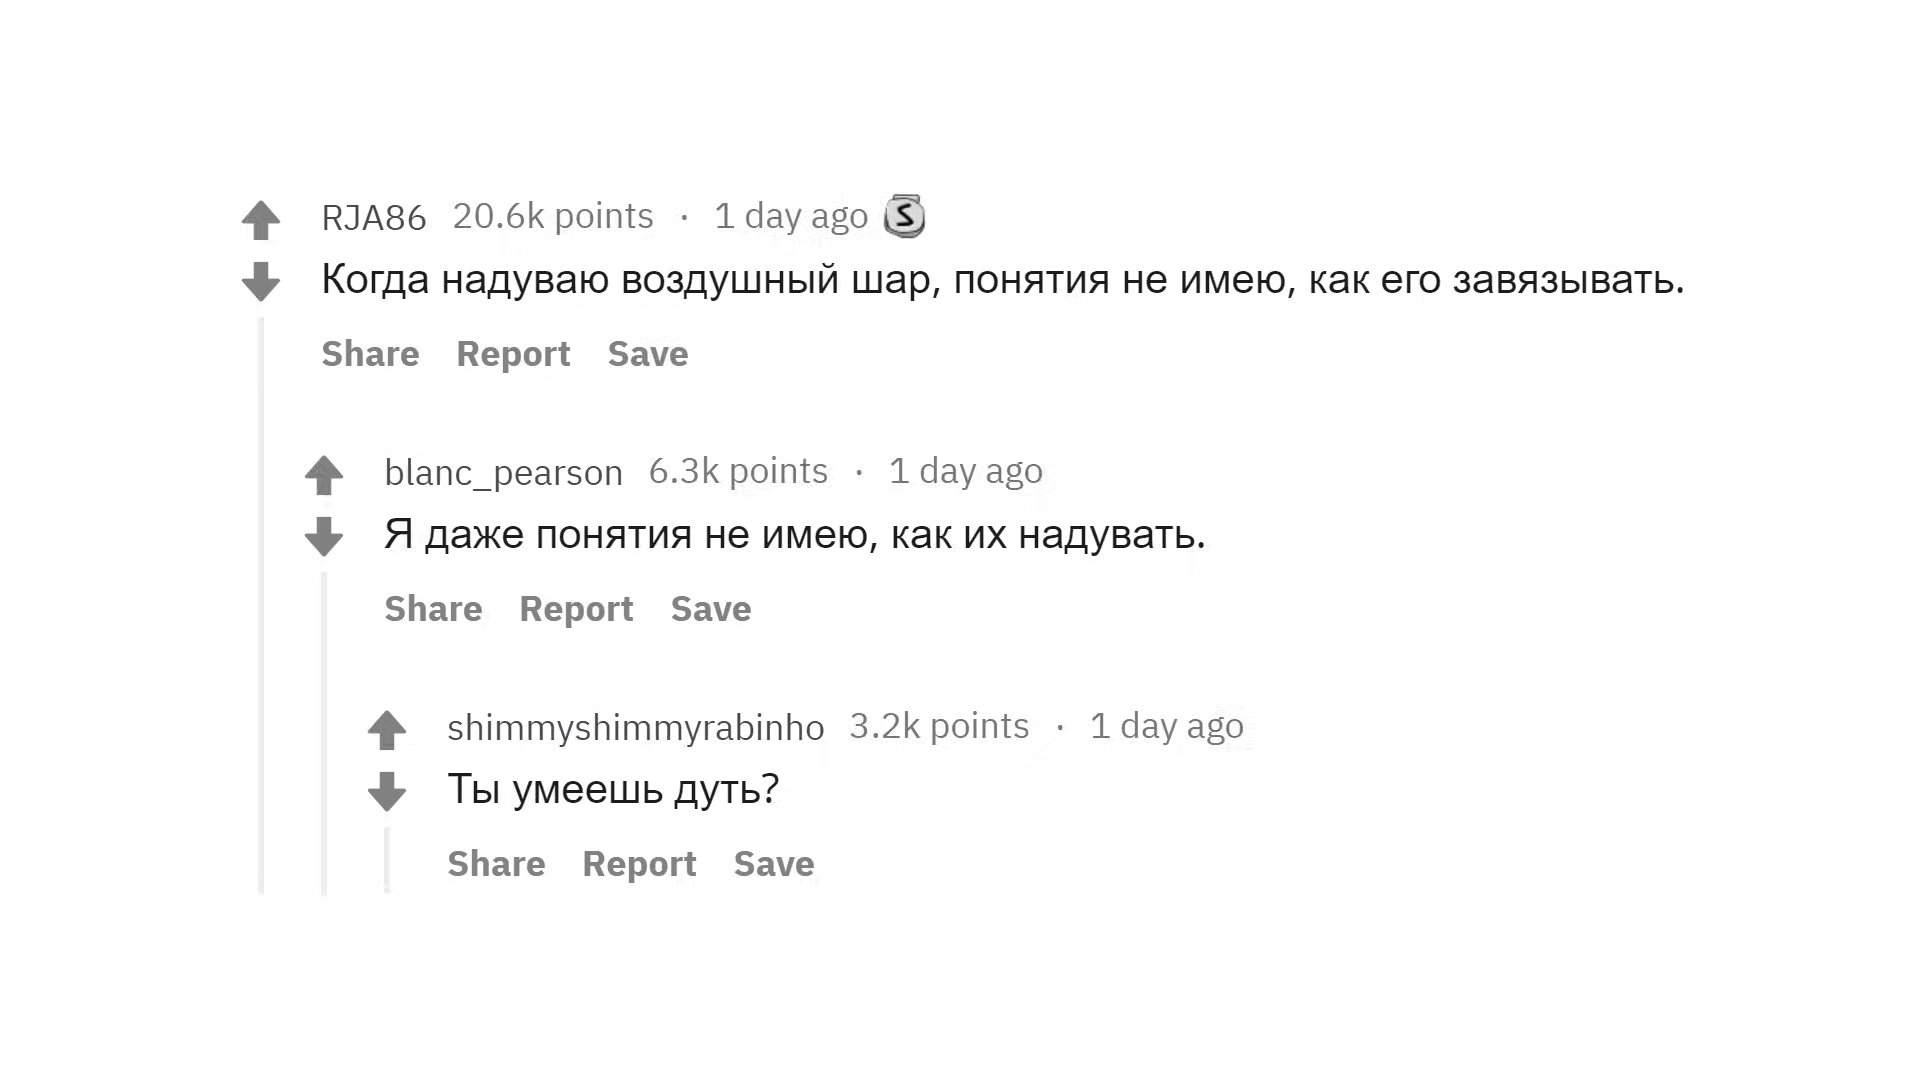 RJA86 20.6k points · 1 day ago S
Когда надуваю воздушный шар, понятия не имею, как его завязывать.
Share Report Save
blanc_pearson 6.3k points · 1 day ago
Я даже понятия не имею, как их надувать.
Share Report Save
shimmyshimmyrabinho 3.2k points · 1 day ago
Ты умеешь дуть?
Share Report Save